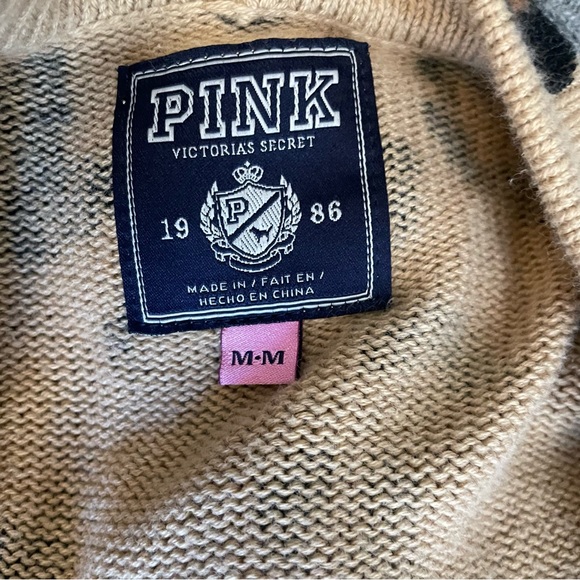 PINK
VICTORIA'S SECRET
P
19 86
MADE IN / FAIT EN /
HECHO EN CHINA
M•M